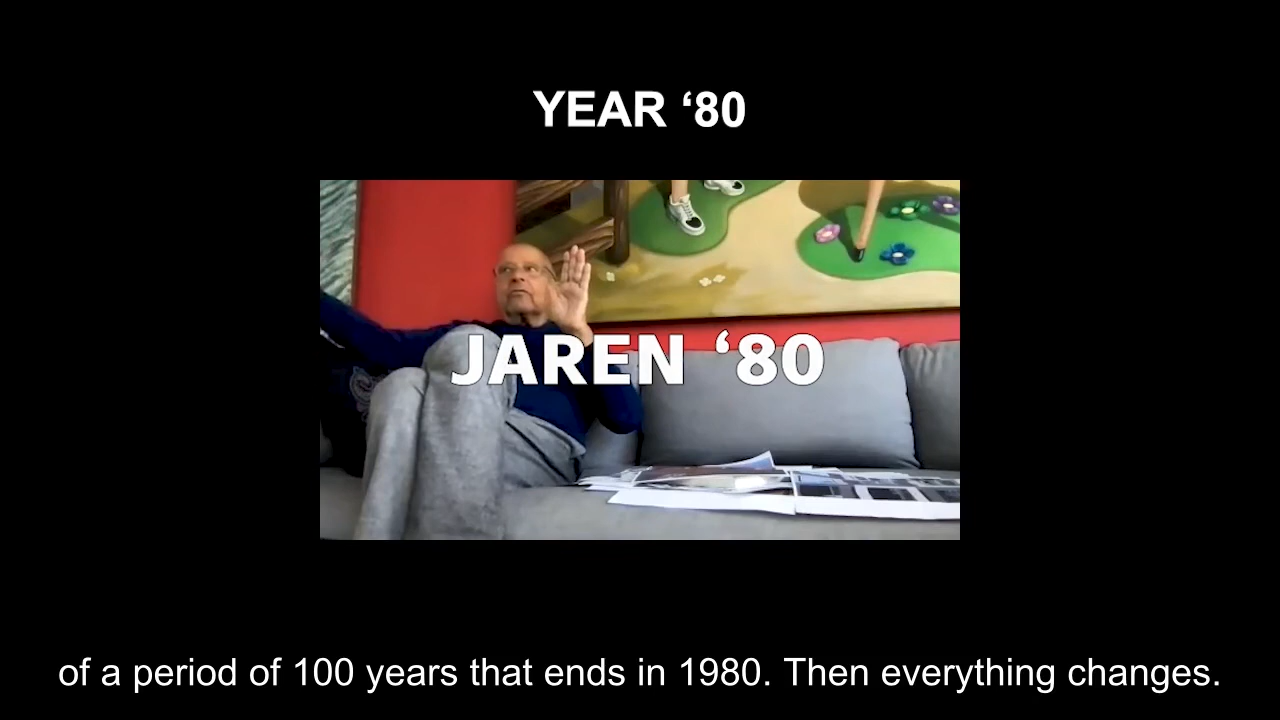 YEAR ‘80
JAREN ‘80
of a period of 100 years that ends in 1980. Then everything changes.